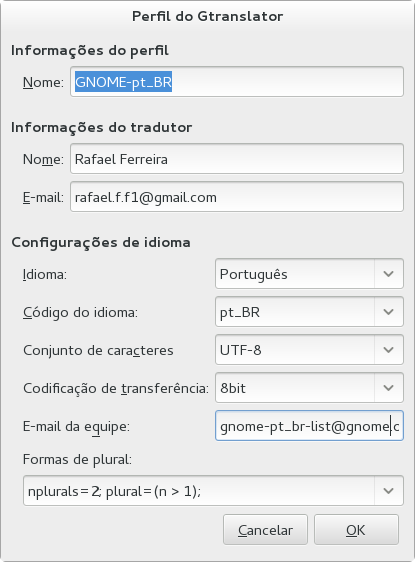 Perfil do Gtranslator
Informações do perfil
Nome: GNOME-pt_BR
Informações do tradutor
Nome: Rafael Ferreira
E-mail: rafael.f.f1@gmail.com
Configurações de idioma
Idioma: Português
Código do idioma: pt_BR
Conjunto de caracteres UTF-8
Codificação de transferência: 8bit
E-mail da equipe: gnome-pt_br-list@gnome.c
Formas de plural:
nplurals=2; plural=(n > 1);
Cancelar OK